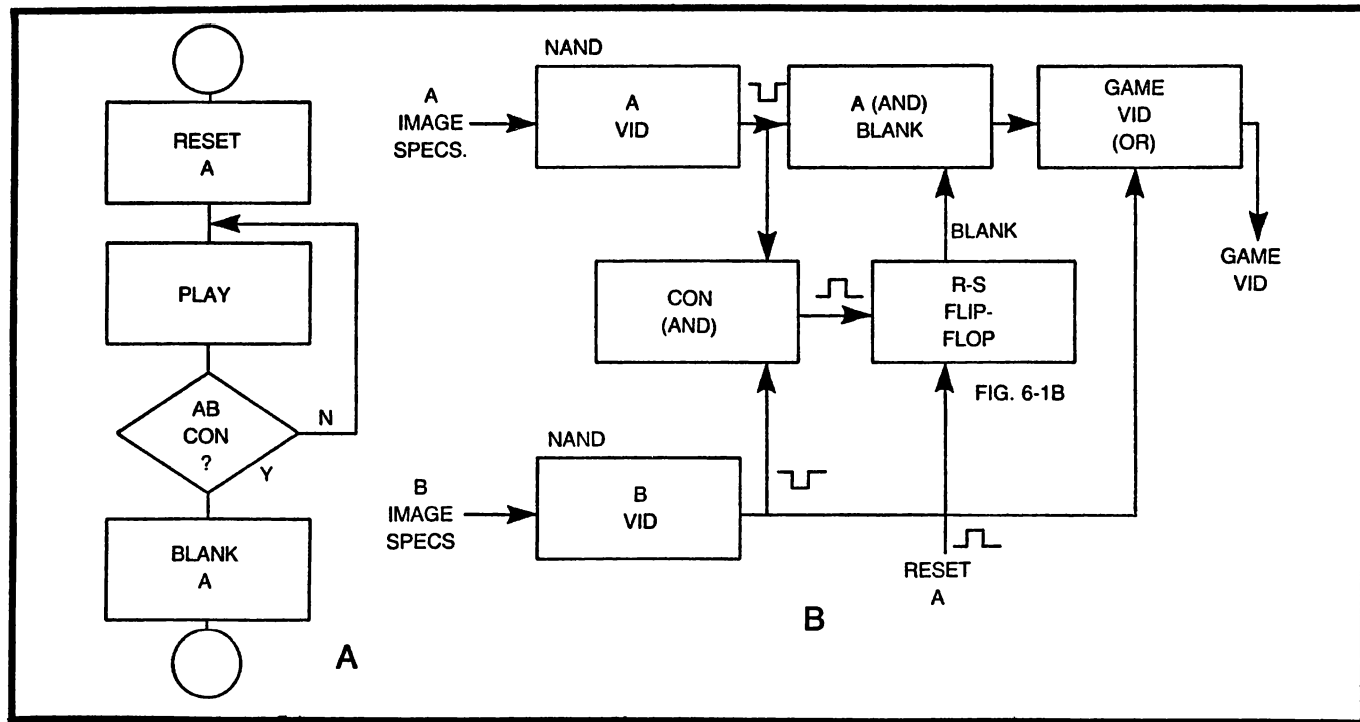 RESET
A
PLAY
AB
CON
?
N
Y
BLANK
A
A
NAND
A
IMAGE
SPECS.
A
VID
A (AND)
BLANK
GAME
VID
(OR)
BLANK
GAME
VID
CON
(AND)
R-S
FLIP-
FLOP
FIG. 6-1B
NAND
B
IMAGE
SPECS
B
VID
RESET
A
B